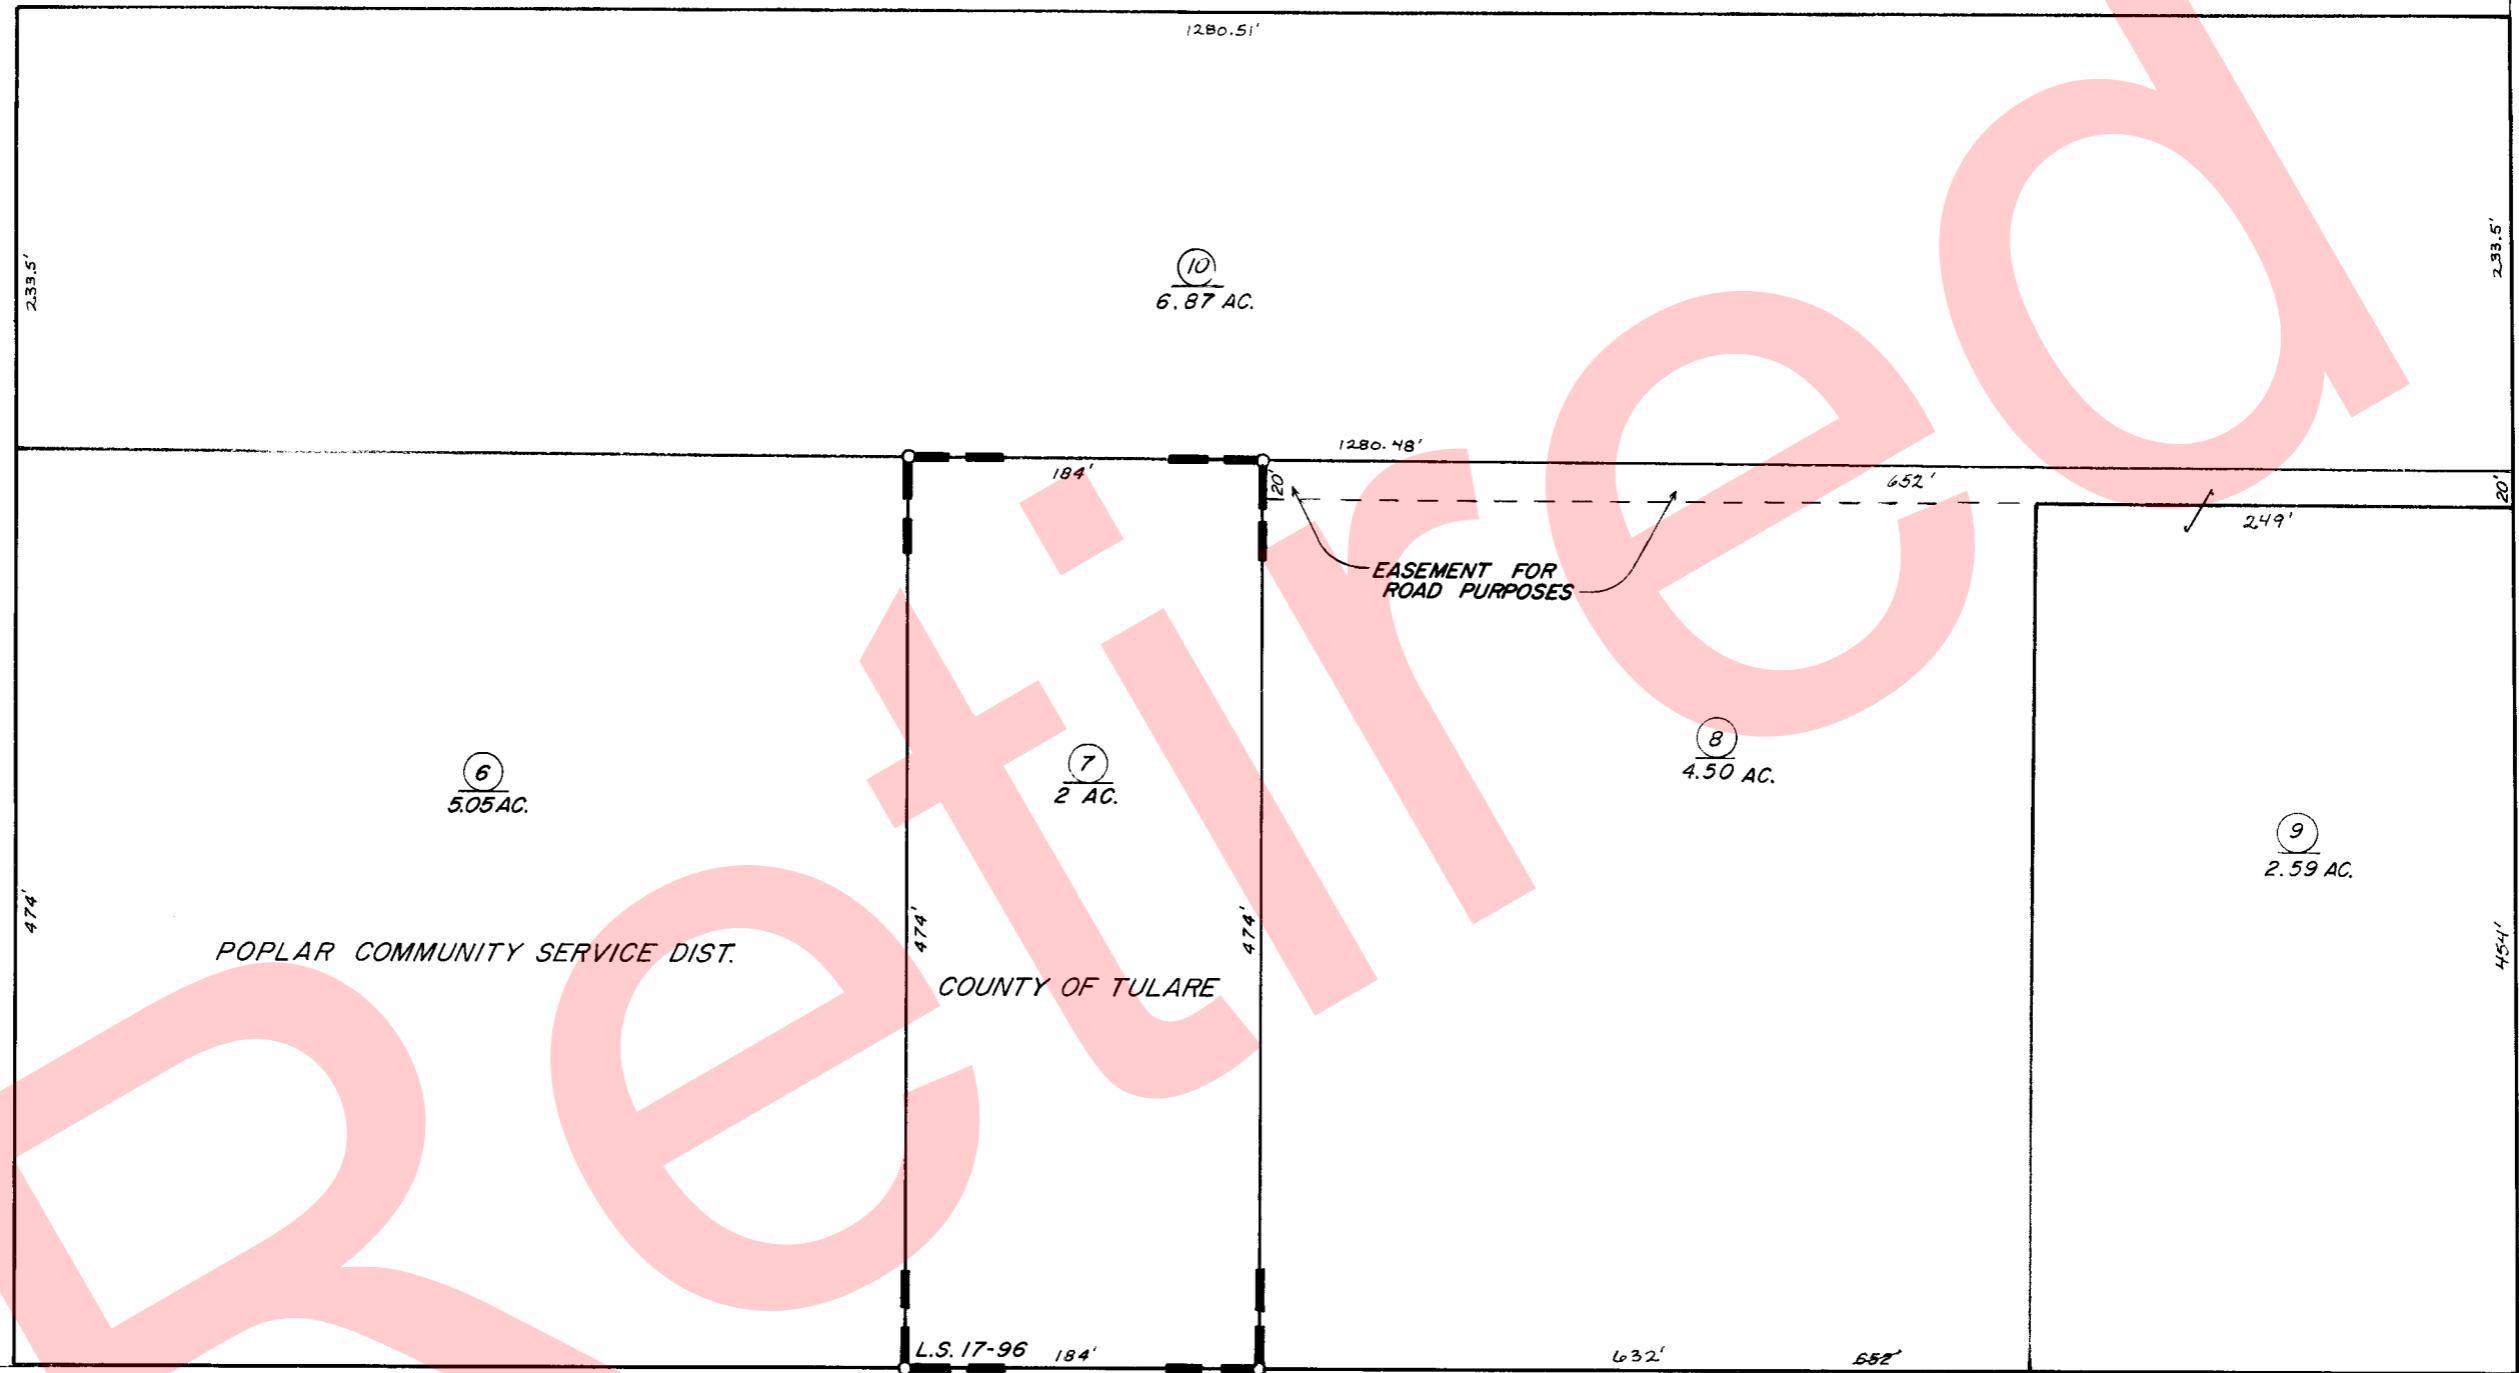 1280.51'
233.5'
233.5'
10
6.87 AC.
1280.48'
184'
20'
652'
20'
249'
EASEMENT FOR
ROAD PURPOSES
6
5.05 AC.
7
2 AC.
8
4.50 AC.
9
2.59 AC.
474'
474'
474'
454'
POPLAR COMMUNITY SERVICE DIST.
COUNTY OF TULARE
L.S. 17-96
184'
632'
652'
Retired